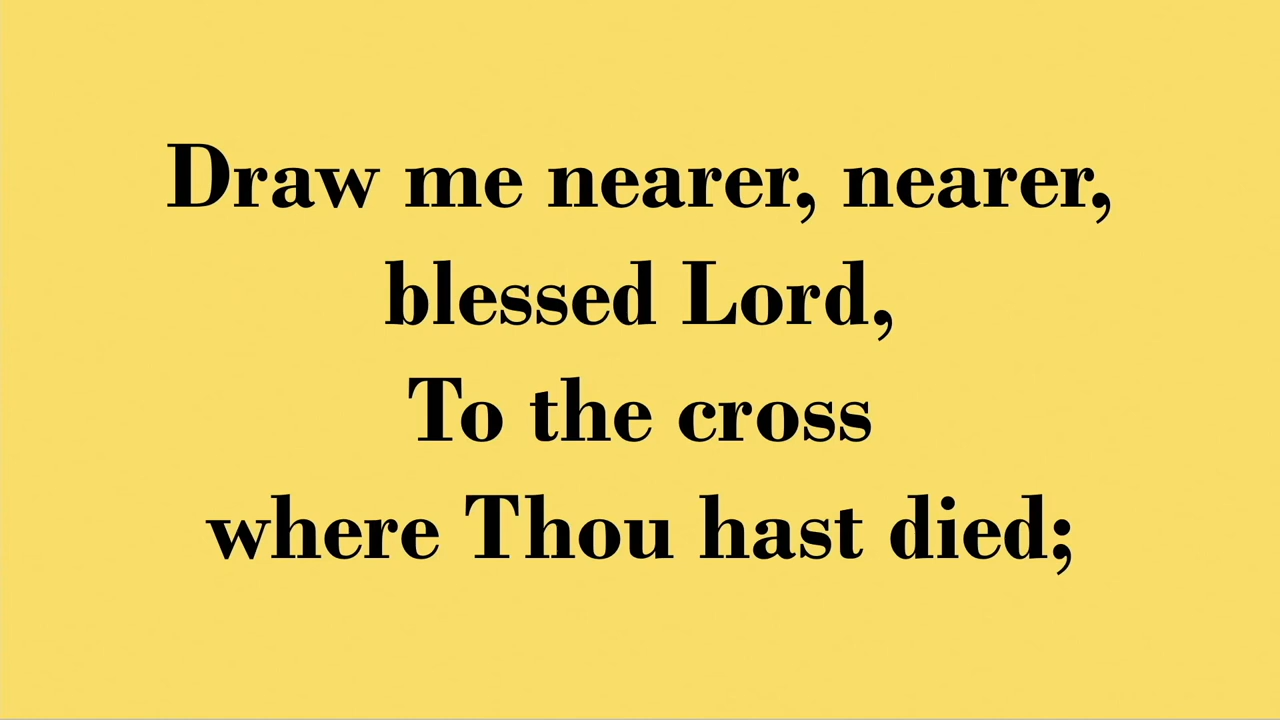 Draw me nearer, nearer,
blessed Lord,
To the cross
where Thou hast died;